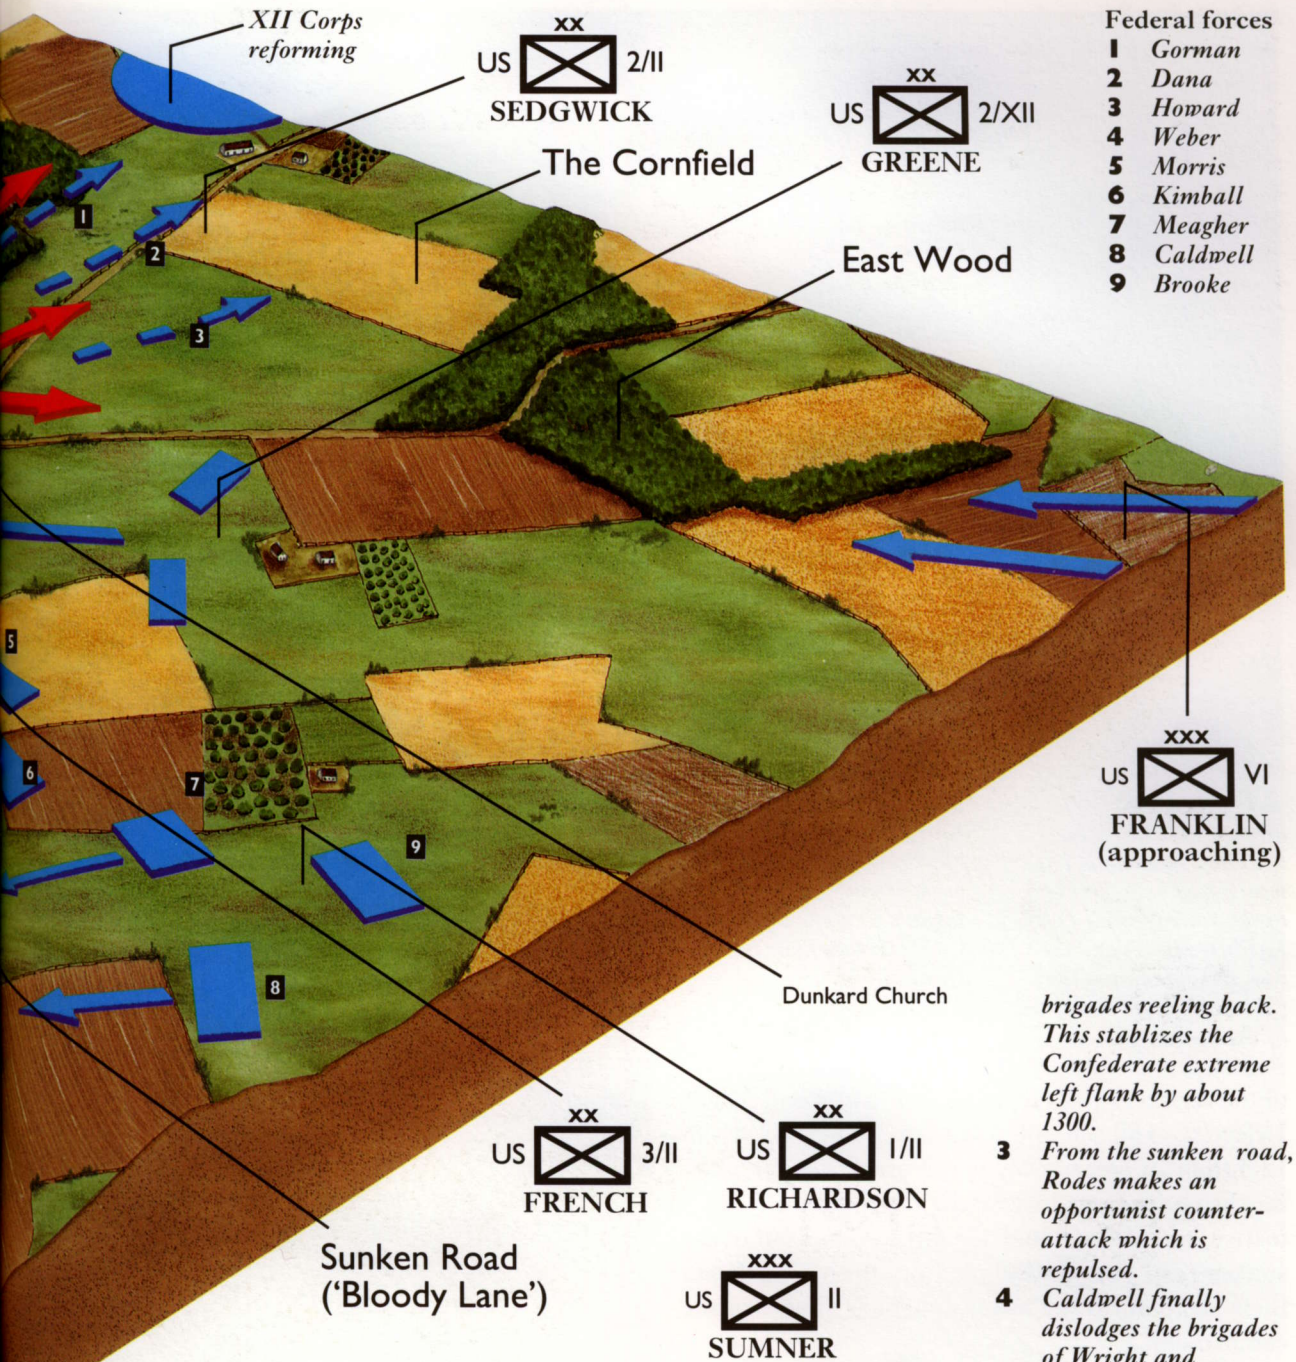 XII Corps
reforming
XX
US 2/II
SEDGWICK
XX
US 2/XII
GREENE
The Cornfield
East Wood
Federal forces
1 Gorman
2 Dana
3 Howard
4 Weber
5 Morris
6 Kimball
7 Meagher
8 Caldwell
9 Brooke
1
2
3
5
6
7
9
8
XXX
US VI
FRANKLIN
(approaching)
Dunkard Church
XX
US 3/II
FRENCH
XX
US 1/II
RICHARDSON
Sunken Road
('Bloody Lane')
XXX
US II
SUMNER
brigades reeling back.
This stablizes the
Confederate extreme
left flank by about
1300.
3 From the sunken road,
Rodes makes an
opportunist counter-
attack which is
repulsed.
4 Caldwell finally
dislodges the brigades
of Wright and